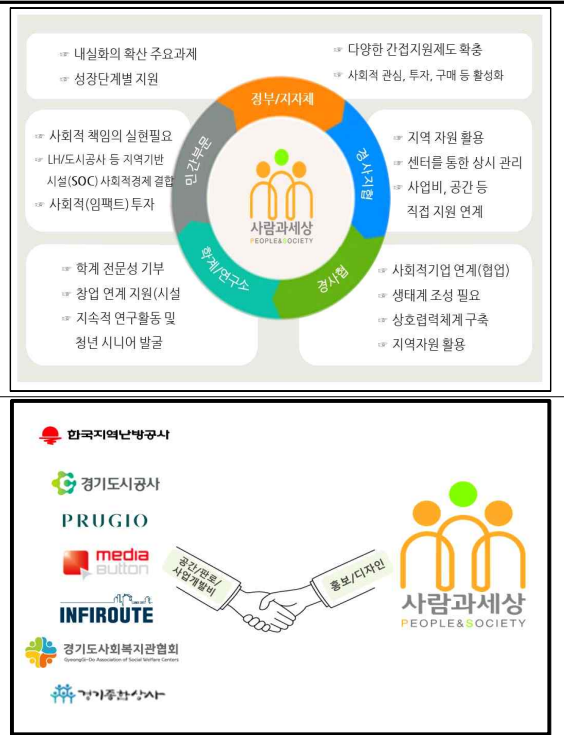 ☞ 내실화의 확산 주요과제
☞ 성장단계별 지원
☞ 다양한 간접지원제도 확충
☞ 사회적 관심, 투자, 구매 등 활성화
정부/지자체
☞ 사회적 책임의 실현필요
☞ LH/도시공사 등 지역기반
시설(SOC) 사회적경제 결합
☞ 사회적(임팩트) 투자
민간부문
경사지협
사람과세상
PEOPLE&SOCIETY
☞ 지역 자원 활용
☞ 센터를 통한 상시 관리
☞ 사업비, 공간 등
직접 지원 연계
학계/연구소
경사협
☞ 학계 전문성 기부
☞ 창업 연계 지원(시설
☞ 지속적 연구활동 및
청년 시니어 발굴
☞ 사회적기업 연계(협업)
☞ 생태계 조성 필요
☞ 상호렵력체계 구축
☞ 지역자원 활용
한국지역난방공사
경기도시공사
PRUGIO
media
BUTTON
INFIROUTE
경기도사회복지관협회
GyeongGi-Do Association of Social Welfare Centers
경기종합상사
공간/판로/
사업개발비
홍보/디자인
사람과세상
PEOPLE&SOCIETY